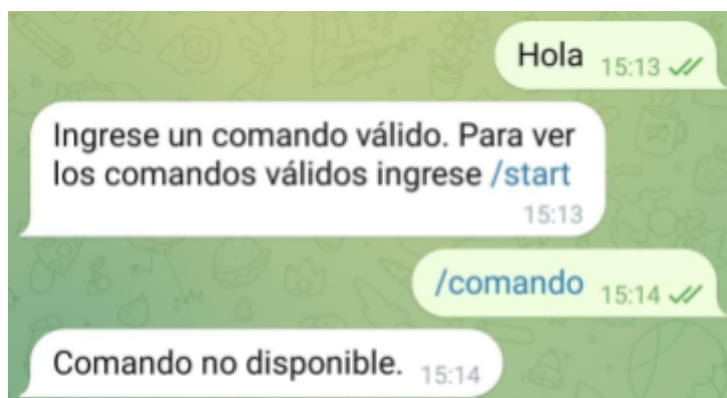 Hola 15:13
Ingrese un comando válido. Para ver
los comandos válidos ingrese /start
15:13
/comando 15:14
Comando no disponible. 15:14